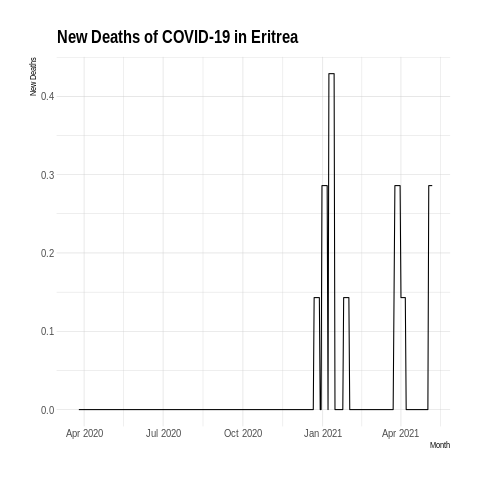 New Deaths of COVID-19 in Eritrea
New Deaths
0.4
0.3
0.2
0.1
0.0
Apr 2020 Jul 2020 Oct 2020 Jan 2021 Apr 2021
Month